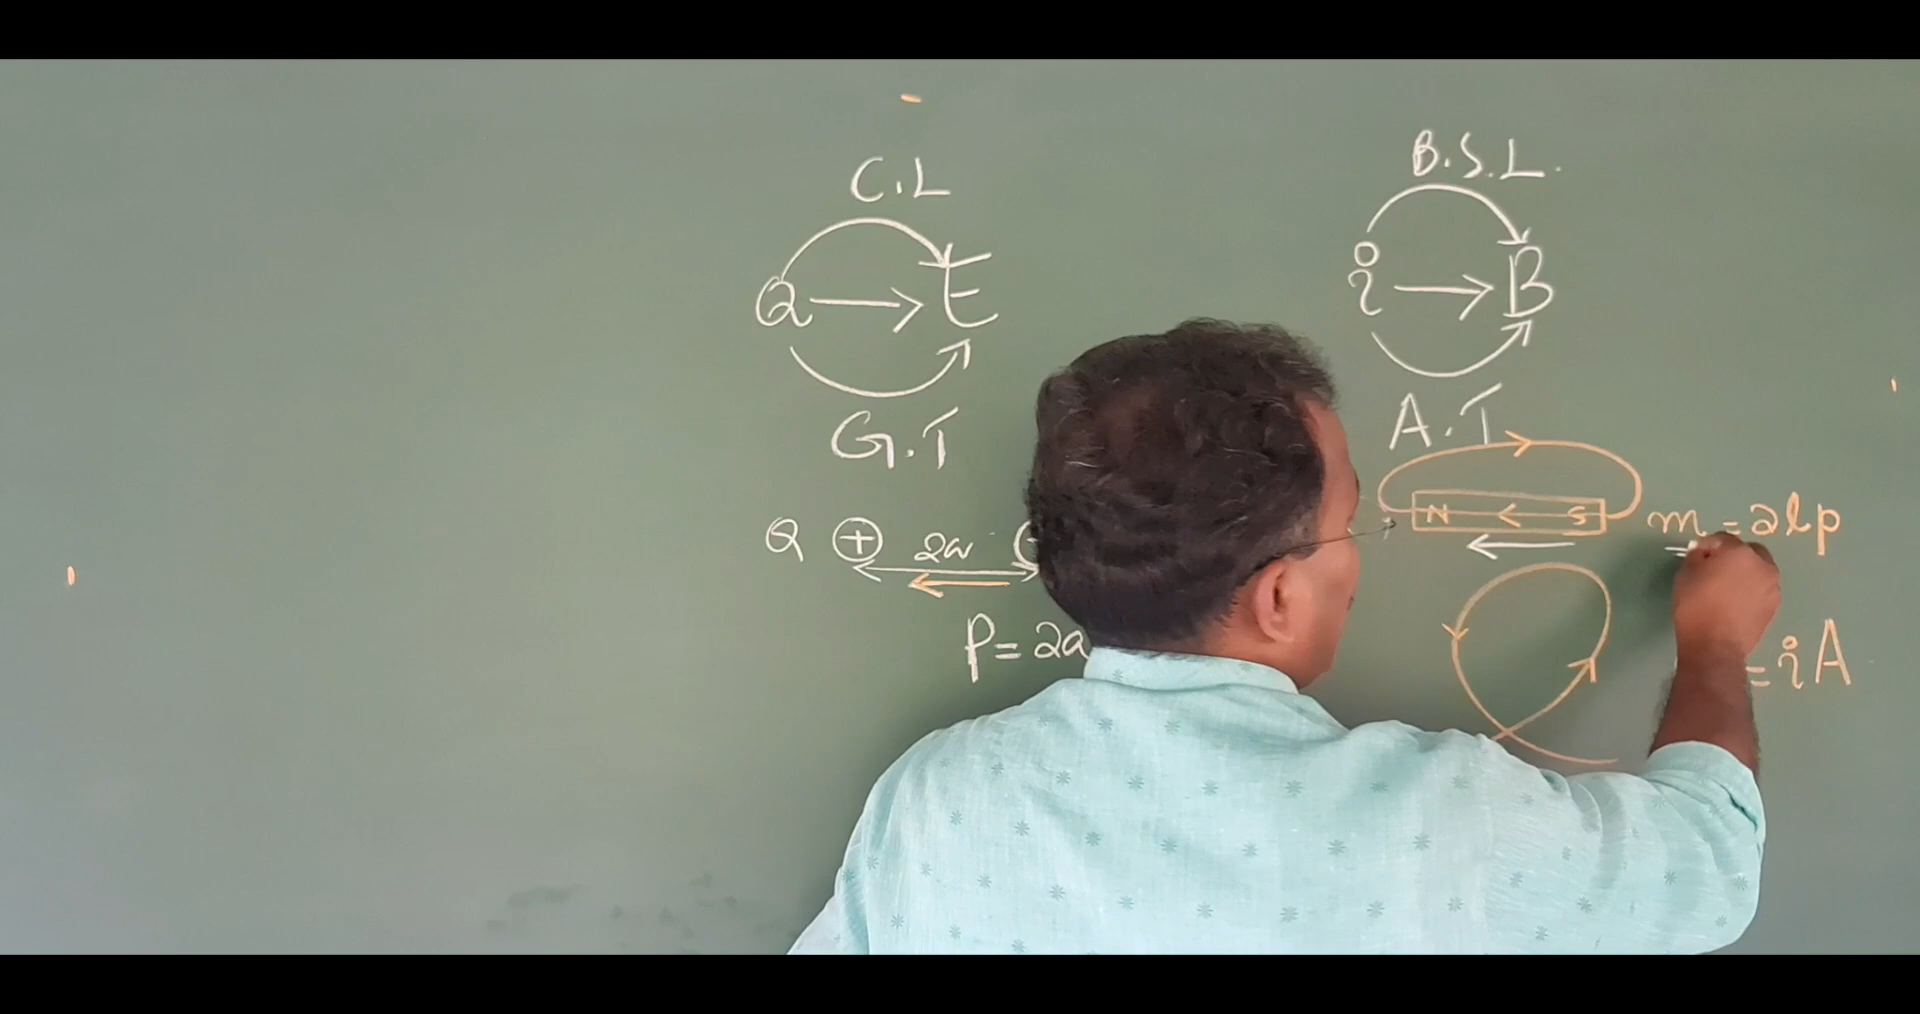 C.L
Q → E
G.T
Q + 2a
P = 2a
B.S.L.
i → B
A.T
N < S
m = 2lp
= iA